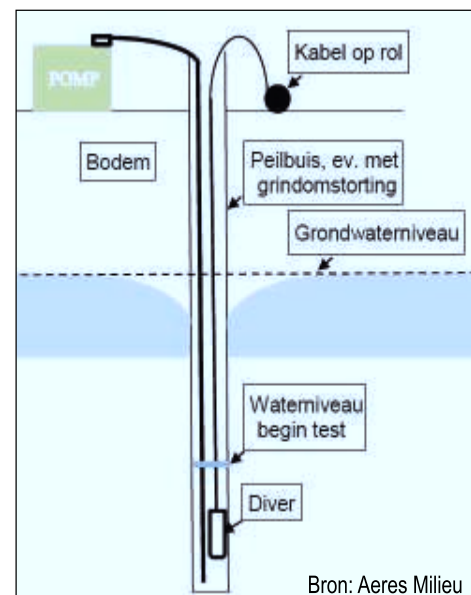 Kabel op rol
POMP
Bodem
Peilbuis, ev. met
grindomstorting
Grondwaterniveau
Waterniveau
begin test
Diver
Bron: Aeres Milieu